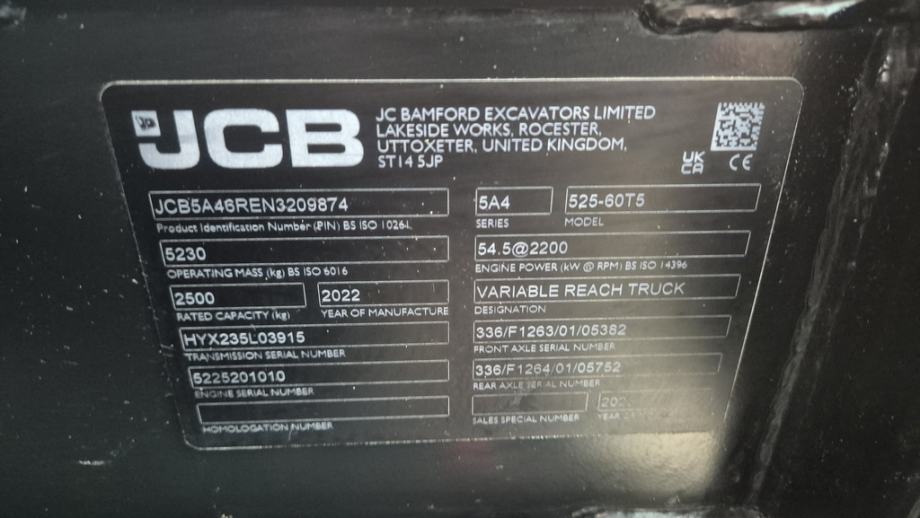 JCB
JC BAMFORD EXCAVATORS LIMITED
LAKESIDE WORKS, ROCESTER,
UTTOXETER, UNITED KINGDOM.
ST14 5JP
UK
CA
CE
JCB5A46REN3209874
Product Identification Number (PIN) BS ISO 10261
5A4
SERIES
525-60T5
MODEL
5230
OPERATING MASS (kg) BS ISO 6016
54.5@2200
ENGINE POWER (kW @ RPM) BS ISO 14396
2500
RATED CAPACITY (kg)
2022
YEAR OF MANUFACTURE
VARIABLE REACH TRUCK
DESIGNATION
HYX235L03915
TRANSMISSION SERIAL NUMBER
336/F1263/01/05382
FRONT AXLE SERIAL NUMBER
5225201010
ENGINE SERIAL NUMBER
336/F1264/01/05752
REAR AXLE SERIAL NUMBER
HOMOLOGATION NUMBER
SALES SPECIAL NUMBER
YEAR